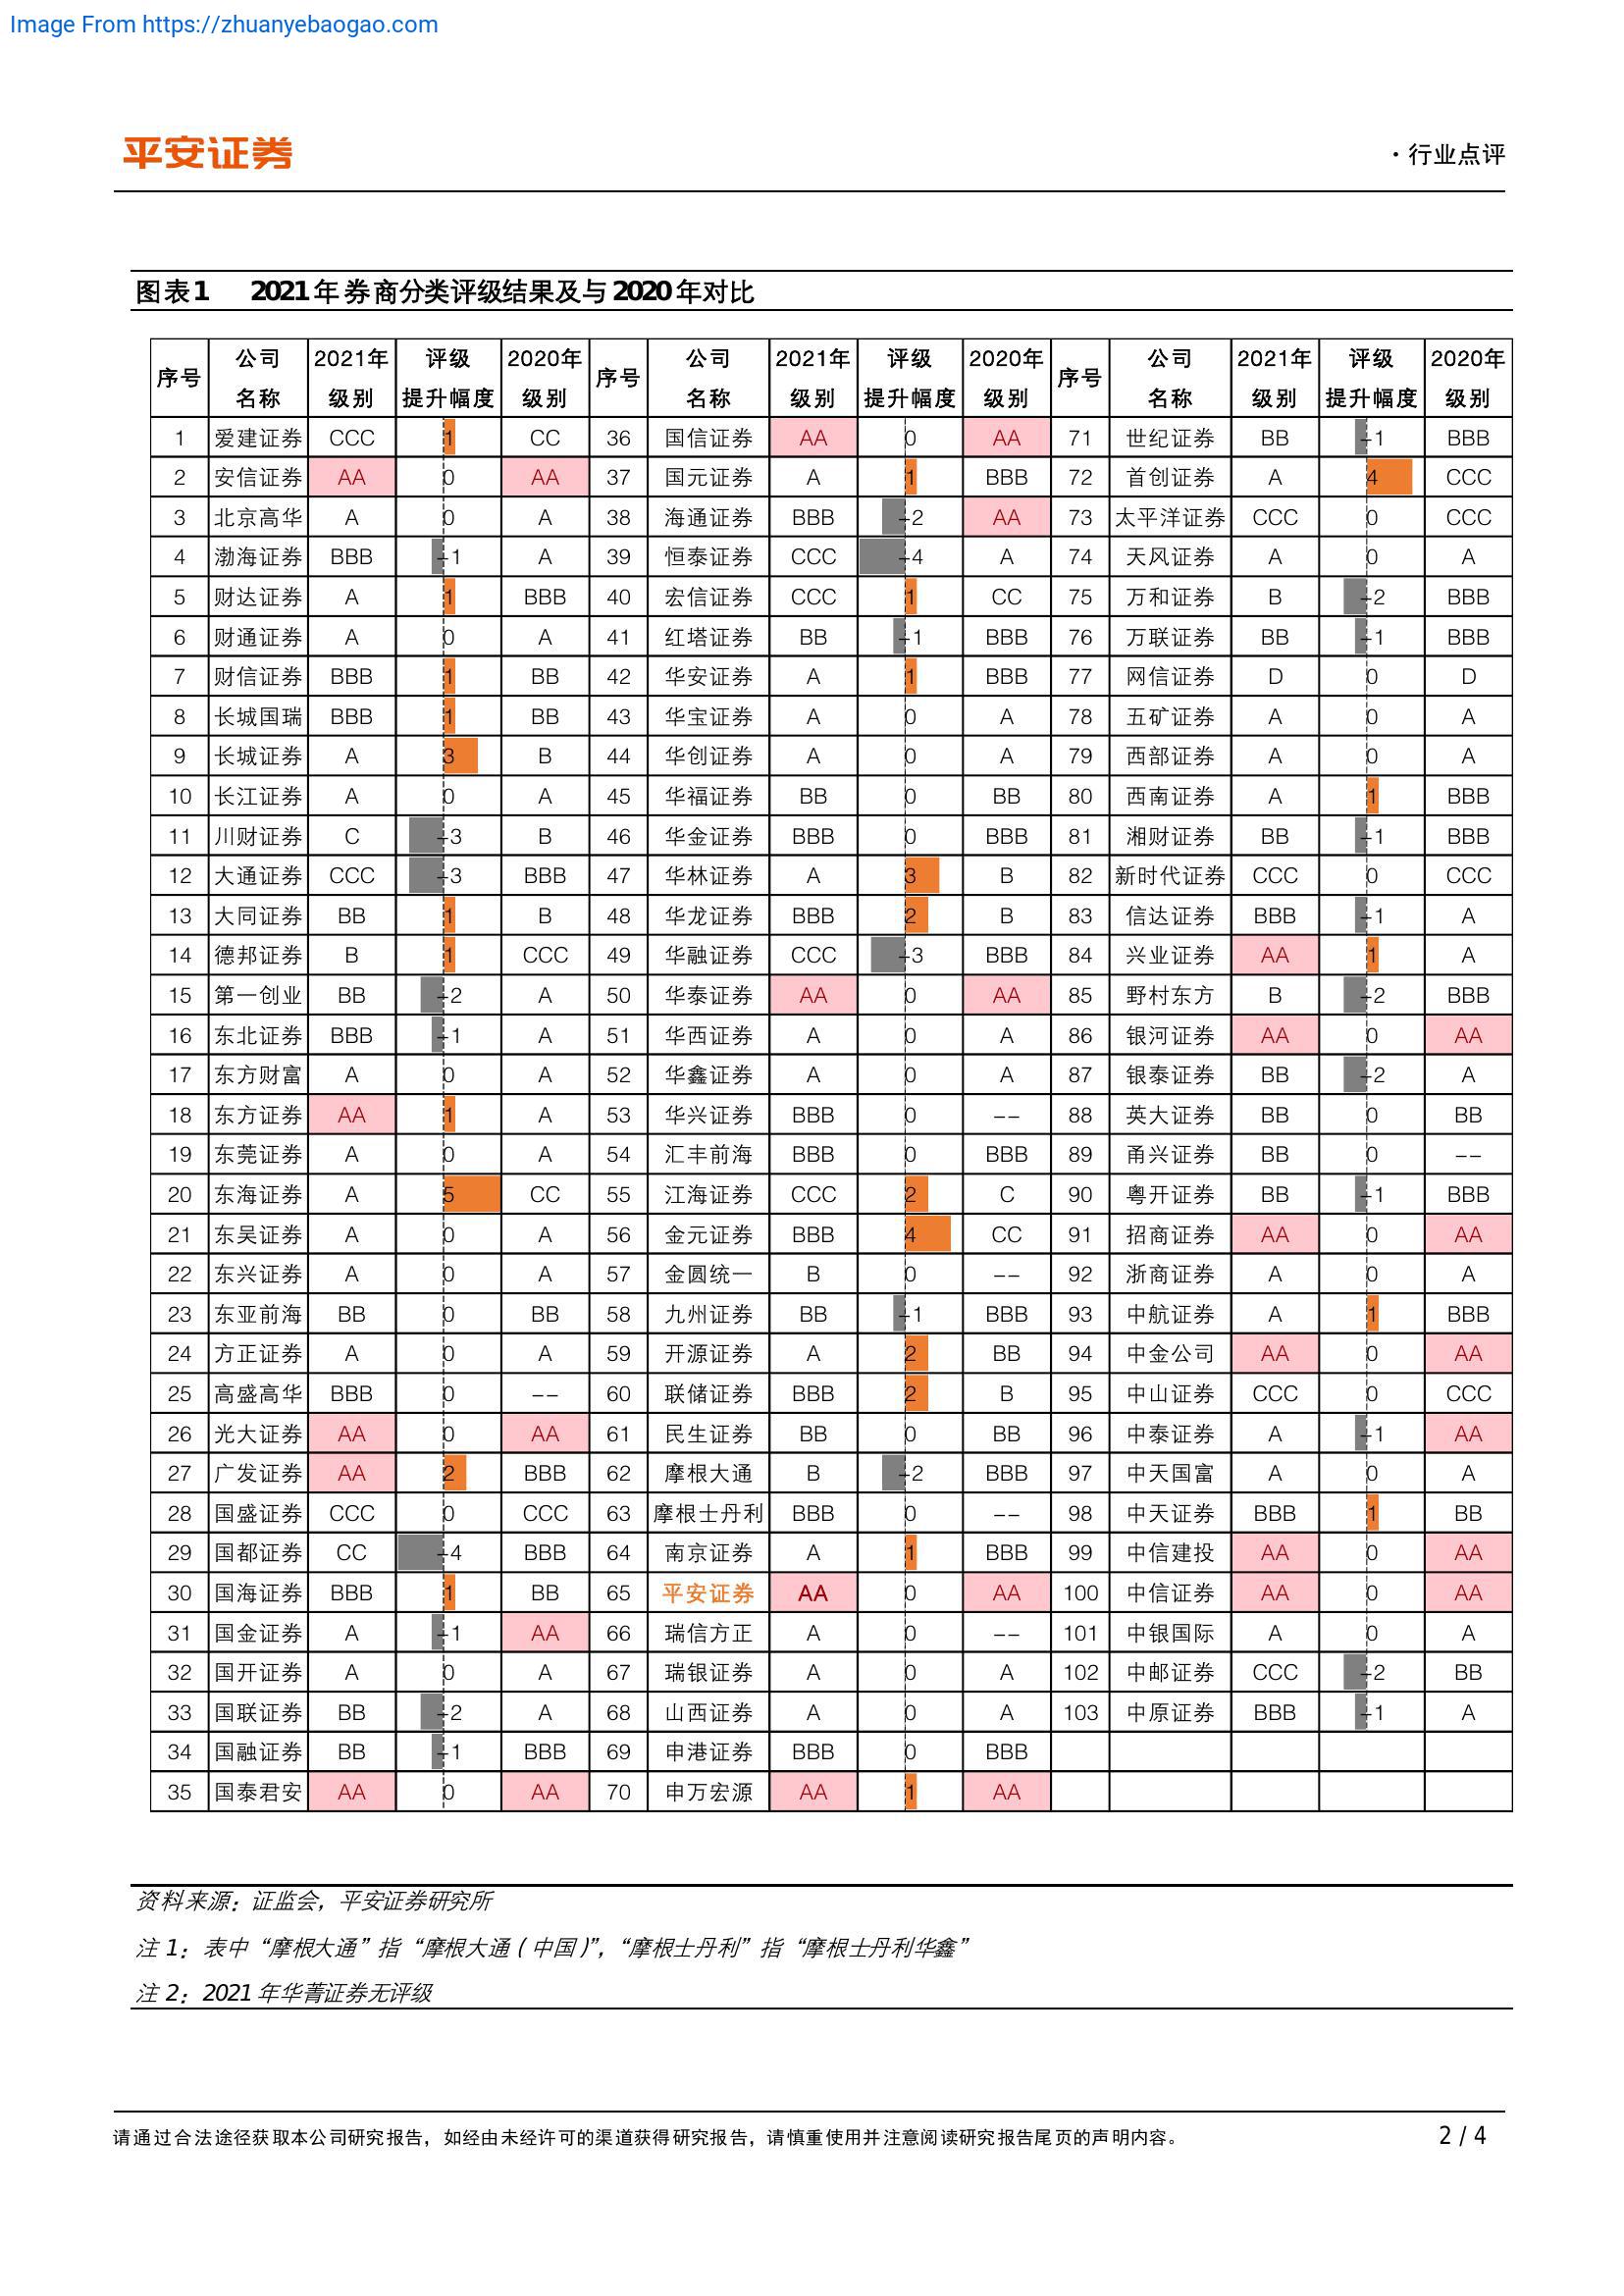 Image From https://zhuanyebaogao.com
平安证券
·行业点评
图表1 2021年券商分类评级结果及与2020年对比
序号 公司名称 2021年级别 评级提升幅度 2020年级别 序号 公司名称 2021年级别 评级提升幅度 2020年级别 序号 公司名称 2021年级别 评级提升幅度 2020年级别
1 爱建证券 CCC 1 CC 36 国信证券 AA 0 AA 71 世纪证券 BB -1 BBB
2 安信证券 AA 0 AA 37 国元证券 A 1 BBB 72 首创证券 A 4 CCC
3 北京高华 A 0 A 38 海通证券 BBB -2 AA 73 太平洋证券 CCC 0 CCC
4 渤海证券 BBB -1 A 39 恒泰证券 CCC -4 A 74 天风证券 A 0 A
5 财达证券 A 1 BBB 40 宏信证券 CCC 1 CC 75 万和证券 B -2 BBB
6 财通证券 A 0 A 41 红塔证券 BB -1 BBB 76 万联证券 BB -1 BBB
7 财信证券 BBB 1 BB 42 华安证券 A 1 BBB 77 网信证券 D 0 D
8 长城国瑞 BBB 1 BB 43 华宝证券 A 0 A 78 五矿证券 A 0 A
9 长城证券 A 3 B 44 华创证券 A 0 A 79 西部证券 A 0 A
10 长江证券 A 0 A 45 华福证券 BB 0 BB 80 西南证券 A 1 BBB
11 川财证券 C -3 B 46 华金证券 BBB 0 BBB 81 湘财证券 BB -1 BBB
12 大通证券 CCC -3 BBB 47 华林证券 A 3 B 82 新时代证券 CCC 0 CCC
13 大同证券 BB 1 B 48 华龙证券 BBB 2 B 83 信达证券 BBB -1 A
14 德邦证券 B 1 CCC 49 华融证券 CCC -3 BBB 84 兴业证券 AA 1 A
15 第一创业 BB -2 A 50 华泰证券 AA 0 AA 85 野村东方 B -2 BBB
16 东北证券 BBB -1 A 51 华西证券 A 0 A 86 银河证券 AA 0 AA
17 东方财富 A 0 A 52 华鑫证券 A 0 A 87 银泰证券 BB -2 A
18 东方证券 AA 1 A 53 华兴证券 BBB 0 -- 88 英大证券 BB 0 BB
19 东莞证券 A 0 A 54 汇丰前海 BBB 0 BBB 89 甬兴证券 BB 0 --
20 东海证券 A 5 CC 55 江海证券 CCC 2 C 90 粤开证券 BB -1 BBB
21 东吴证券 A 0 A 56 金元证券 BBB 4 CC 91 招商证券 AA 0 AA
22 东兴证券 A 0 A 57 金圆统一 B 0 -- 92 浙商证券 A 0 A
23 东亚前海 BB 0 BB 58 九州证券 BB -1 BBB 93 中航证券 A 1 BBB
24 方正证券 A 0 A 59 开源证券 A 2 BB 94 中金公司 AA 0 AA
25 高盛高华 BBB 0 -- 60 联储证券 BBB 2 B 95 中山证券 CCC 0 CCC
26 光大证券 AA 0 AA 61 民生证券 BB 0 BB 96 中泰证券 A -1 AA
27 广发证券 AA 2 BBB 62 摩根大通 B -2 BBB 97 中天国富 A 0 A
28 国盛证券 CCC 0 CCC 63 摩根士丹利 BBB 0 -- 98 中天证券 BBB 1 BB
29 国都证券 CC -4 BBB 64 南京证券 A 1 BBB 99 中信建投 AA 0 AA
30 国海证券 BBB 1 BB 65 平安证券 AA 0 AA 100 中信证券 AA 0 AA
31 国金证券 A -1 AA 66 瑞信方正 A 0 -- 101 中银国际 A 0 A
32 国开证券 A 0 A 67 瑞银证券 A 0 A 102 中邮证券 CCC -2 BB
33 国联证券 BB -2 A 68 山西证券 A 0 A 103 中原证券 BBB -1 A
34 国融证券 BB -1 BBB 69 申港证券 BBB 0 BBB
35 国泰君安 AA 0 AA 70 申万宏源 AA 1 AA
资料来源：证监会，平安证券研究所
注 1：表中“摩根大通”指“摩根大通(中国)”，“摩根士丹利”指“摩根士丹利华鑫”
注 2：2021 年华菁证券无评级
请通过合法途径获取本公司研究报告，如经由未经许可的渠道获得研究报告，请慎重使用并注意阅读研究报告尾页的声明内容。
2 / 4